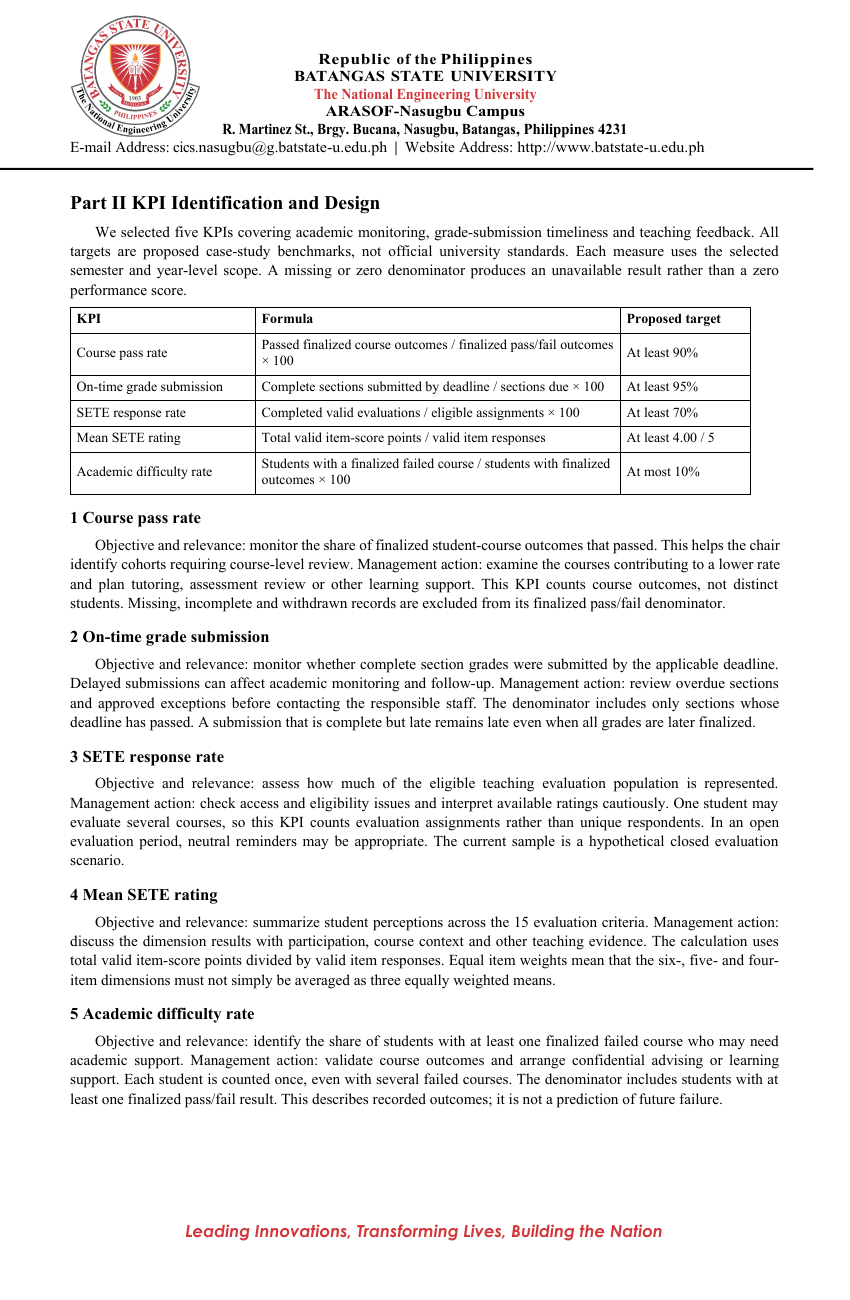 BATANGAS STATE UNIVERSITY
1903
PHILIPPINES
The National Engineering University
Republic of the Philippines
BATANGAS STATE UNIVERSITY
The National Engineering University
ARASOF-Nasugbu Campus
R. Martinez St., Brgy. Bucana, Nasugbu, Batangas, Philippines 4231
E-mail Address: cics.nasugbu@g.batstate-u.edu.ph | Website Address: http://www.batstate-u.edu.ph
Part II KPI Identification and Design
We selected five KPIs covering academic monitoring, grade-submission timeliness and teaching feedback. All
targets are proposed case-study benchmarks, not official university standards. Each measure uses the selected
semester and year-level scope. A missing or zero denominator produces an unavailable result rather than a zero
performance score.
KPI Formula Proposed target
Course pass rate Passed finalized course outcomes / finalized pass/fail outcomes × 100 At least 90%
On-time grade submission Complete sections submitted by deadline / sections due × 100 At least 95%
SETE response rate Completed valid evaluations / eligible assignments × 100 At least 70%
Mean SETE rating Total valid item-score points / valid item responses At least 4.00 / 5
Academic difficulty rate Students with a finalized failed course / students with finalized outcomes × 100 At most 10%
1 Course pass rate
Objective and relevance: monitor the share of finalized student-course outcomes that passed. This helps the chair
identify cohorts requiring course-level review. Management action: examine the courses contributing to a lower rate
and plan tutoring, assessment review or other learning support. This KPI counts course outcomes, not distinct
students. Missing, incomplete and withdrawn records are excluded from its finalized pass/fail denominator.
2 On-time grade submission
Objective and relevance: monitor whether complete section grades were submitted by the applicable deadline.
Delayed submissions can affect academic monitoring and follow-up. Management action: review overdue sections
and approved exceptions before contacting the responsible staff. The denominator includes only sections whose
deadline has passed. A submission that is complete but late remains late even when all grades are later finalized.
3 SETE response rate
Objective and relevance: assess how much of the eligible teaching evaluation population is represented.
Management action: check access and eligibility issues and interpret available ratings cautiously. One student may
evaluate several courses, so this KPI counts evaluation assignments rather than unique respondents. In an open
evaluation period, neutral reminders may be appropriate. The current sample is a hypothetical closed evaluation
scenario.
4 Mean SETE rating
Objective and relevance: summarize student perceptions across the 15 evaluation criteria. Management action:
discuss the dimension results with participation, course context and other teaching evidence. The calculation uses
total valid item-score points divided by valid item responses. Equal item weights mean that the six-, five- and four-
item dimensions must not simply be averaged as three equally weighted means.
5 Academic difficulty rate
Objective and relevance: identify the share of students with at least one finalized failed course who may need
academic support. Management action: validate course outcomes and arrange confidential advising or learning
support. Each student is counted once, even with several failed courses. The denominator includes students with at
least one finalized pass/fail result. This describes recorded outcomes; it is not a prediction of future failure.
Leading Innovations, Transforming Lives, Building the Nation